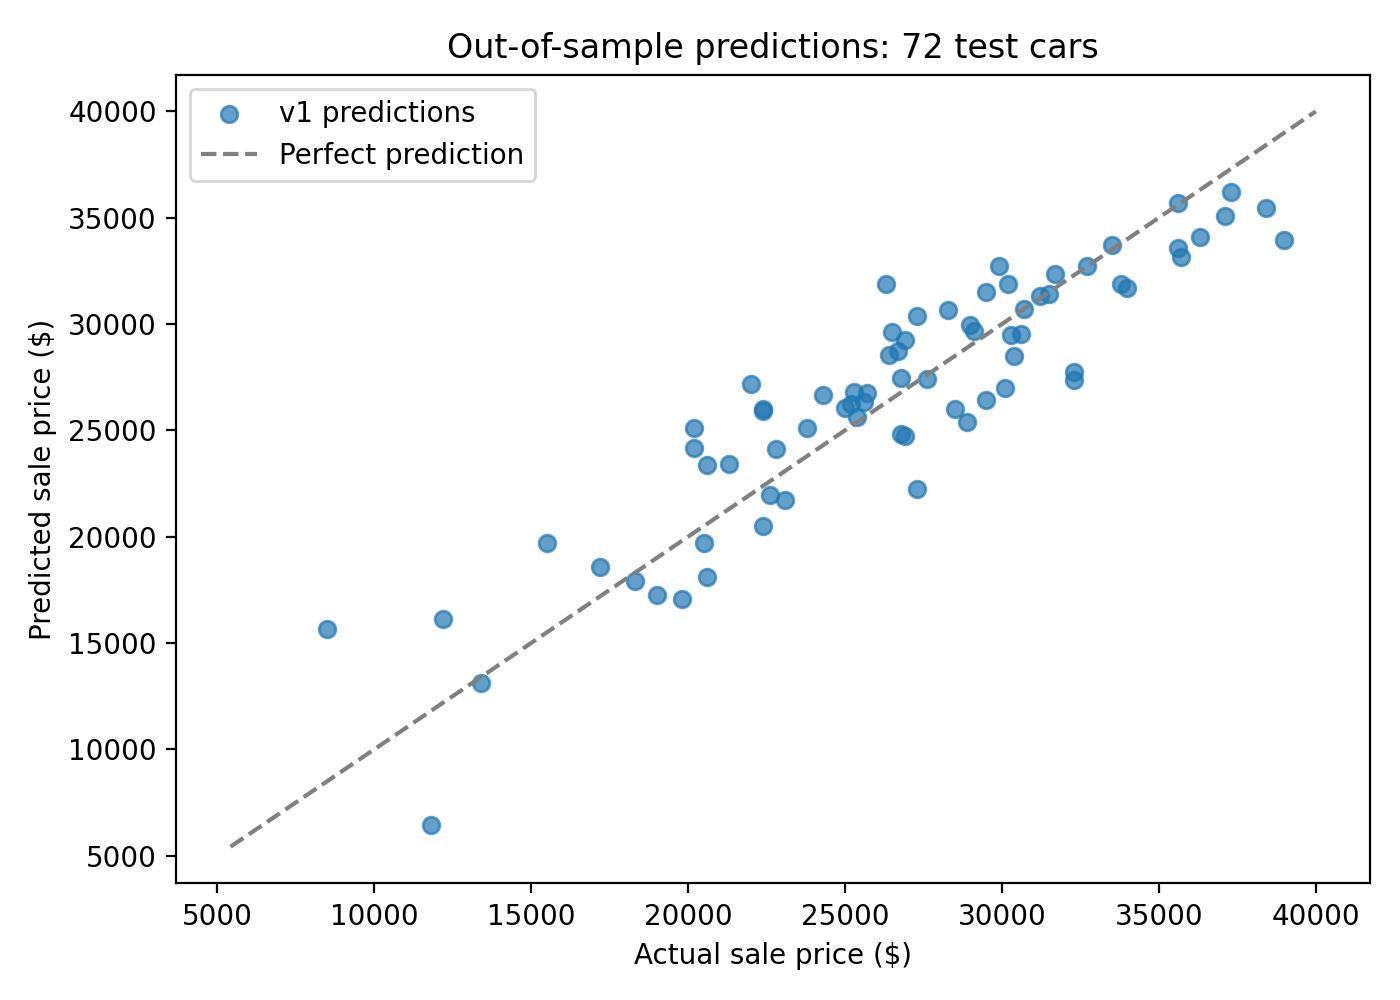 Out-of-sample predictions: 72 test cars
v1 predictions
Perfect prediction
40000
35000
30000
25000
20000
15000
10000
5000
Predicted sale price ($)
5000 10000 15000 20000 25000 30000 35000 40000
Actual sale price ($)